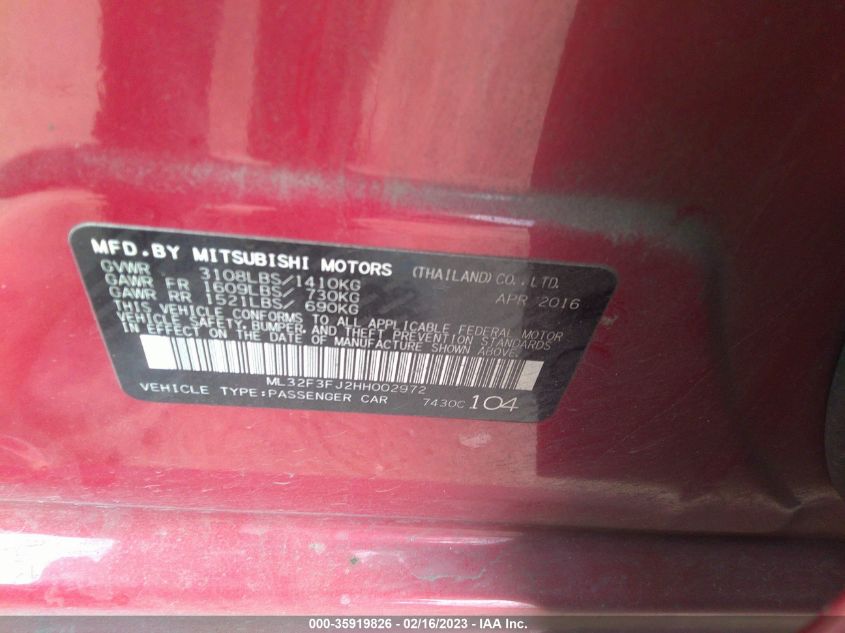 MFD.BY MITSUBISHI MOTORS (THAILAND)CO.,LTD.
GVWR 3108LBS/1410KG APR 2016
GAWR FR 1609LBS/ 730KG
GAWR RR 1521LBS/ 690KG
THIS VEHICLE CONFORMS TO ALL APPLICABLE FEDERAL MOTOR
VEHICLE SAFETY,BUMPER,AND THEFT PREVENTION STANDARDS
IN EFFECT ON THE DATE OF MANUFACTURE SHOWN ABOVE.
ML32F3FJ2HH002972
VEHICLE TYPE:PASSENGER CAR 7430C 104
000-35919826 - 02/16/2023 - IAA Inc.